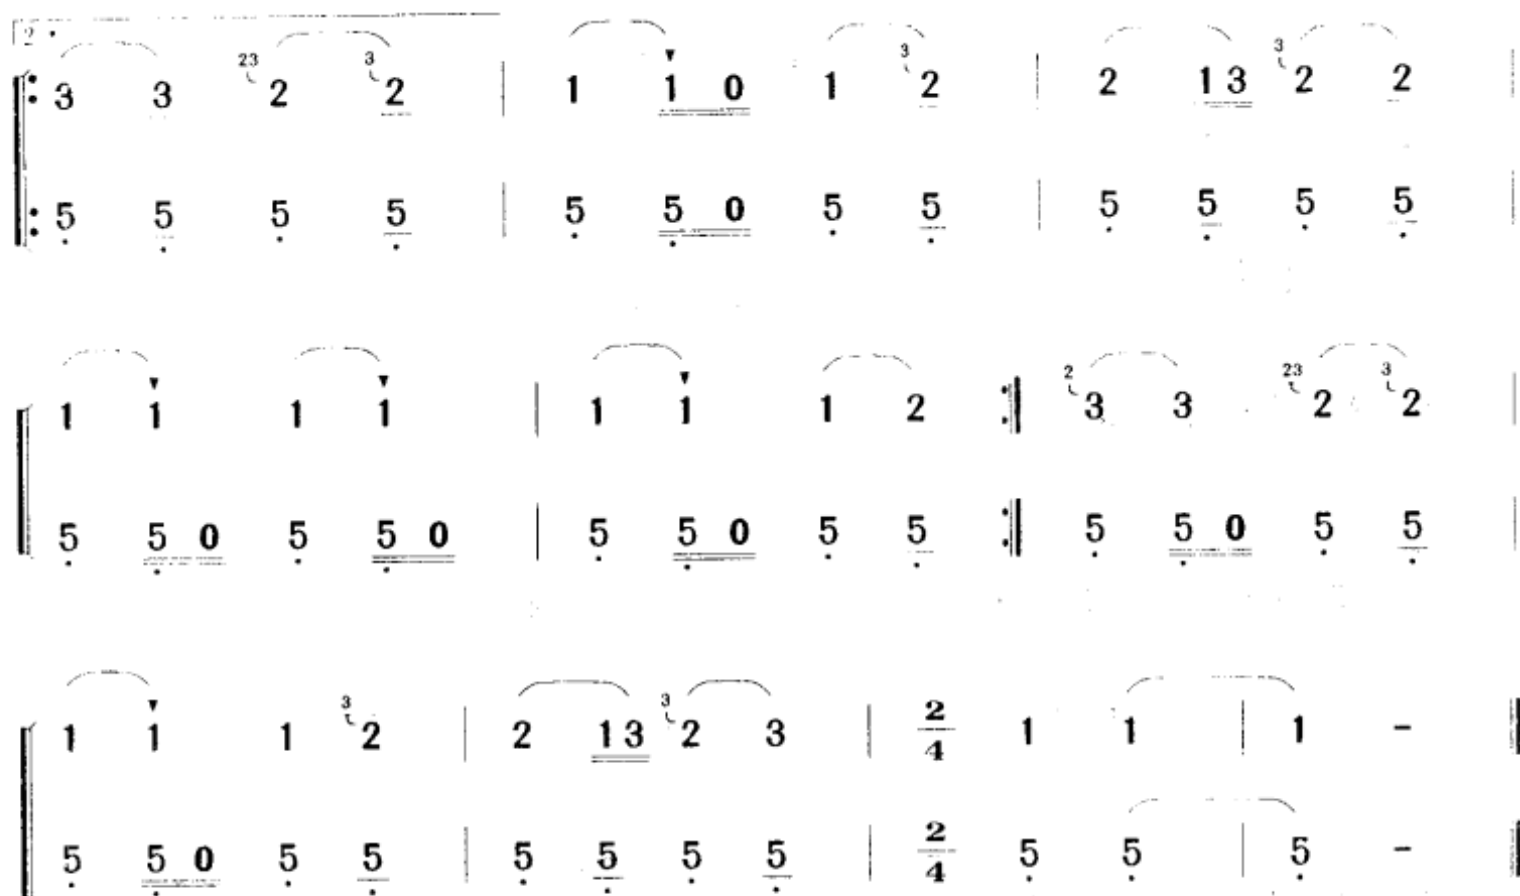 2.
3 3 23 2 3 2 | 1 1 0 1 3 2 | 2 1 3 3 2 2 |
5 5 5 5 | 5 5 0 5 5 | 5 5 5 5 |
1 1 1 1 | 1 1 1 2 :| 2 3 3 23 2 3 2 |
5 5 0 5 5 0 | 5 5 0 5 5 :| 5 5 0 5 5 |
1 1 1 3 2 | 2 1 3 3 2 3 | 2/4 1 1 | 1 – |
5 5 0 5 5 | 5 5 5 5 | 2/4 5 5 | 5 – |